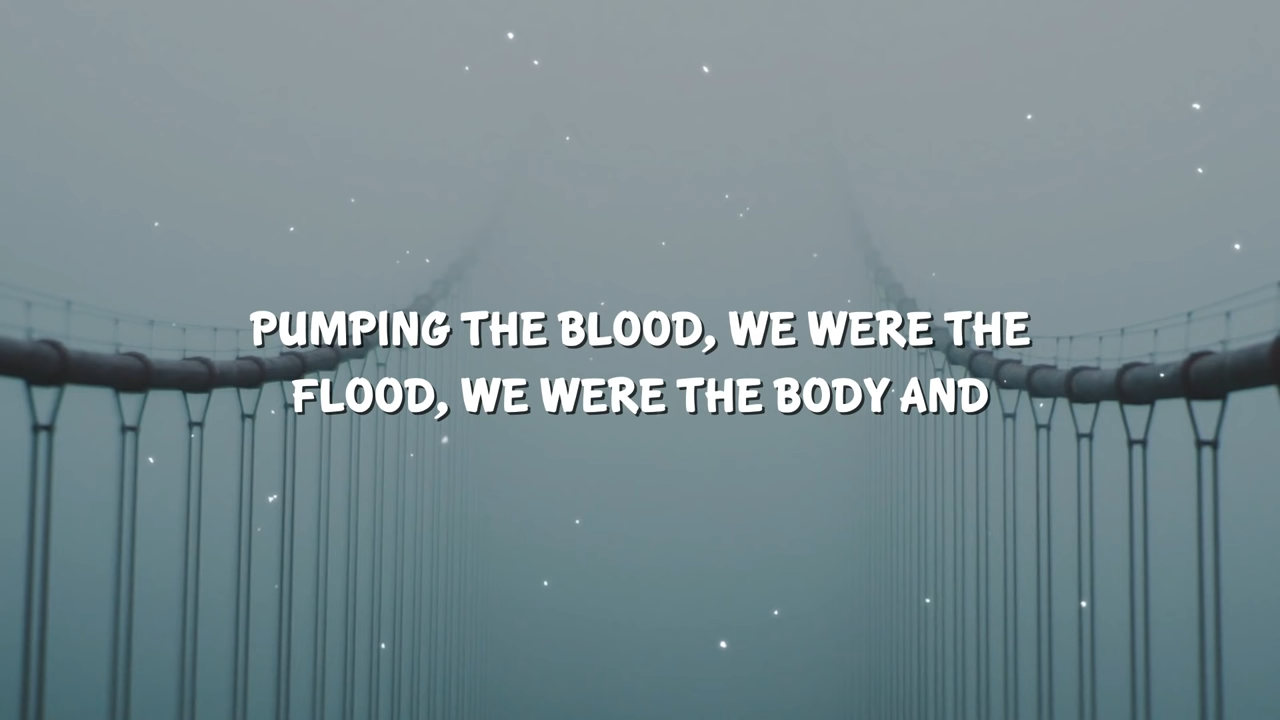 PUMPING THE BLOOD, WE WERE THE
FLOOD, WE WERE THE BODY AND